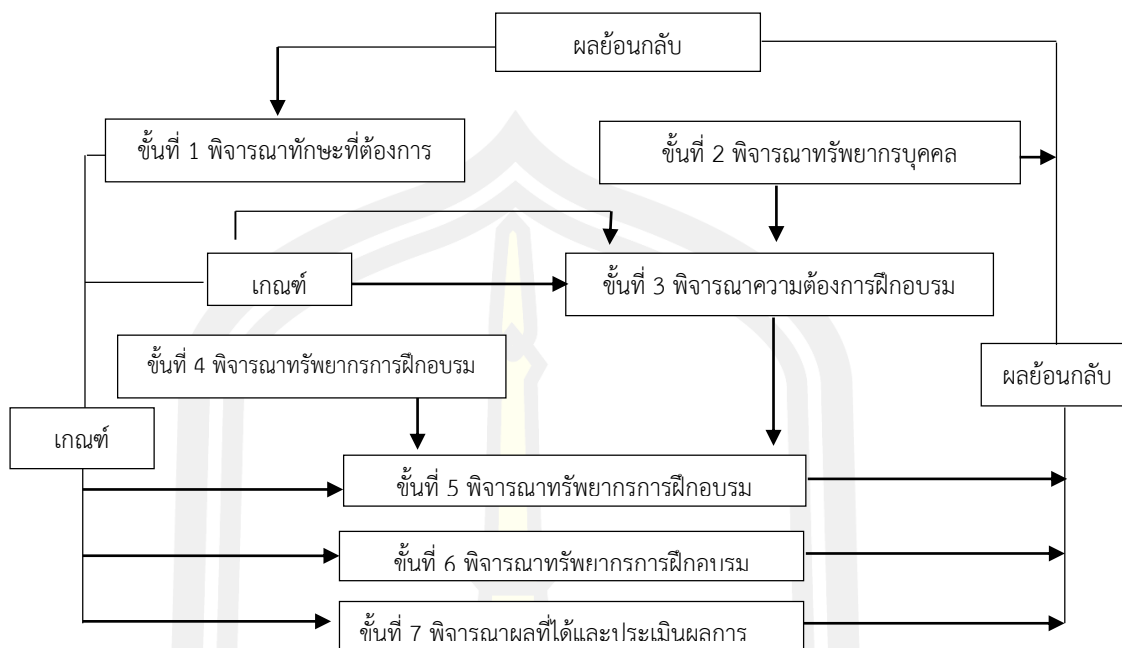 ผลย้อนกลับ
ขั้นที่ 1 พิจารณาทักษะที่ต้องการ
ขั้นที่ 2 พิจารณาทรัพยากรบุคคล
เกณฑ์
ขั้นที่ 3 พิจารณาความต้องการฝึกอบรม
ขั้นที่ 4 พิจารณาทรัพยากรการฝึกอบรม
ผลย้อนกลับ
เกณฑ์
ขั้นที่ 5 พิจารณาทรัพยากรการฝึกอบรม
ขั้นที่ 6 พิจารณาทรัพยากรการฝึกอบรม
ขั้นที่ 7 พิจารณาผลที่ได้และประเมินผลการ